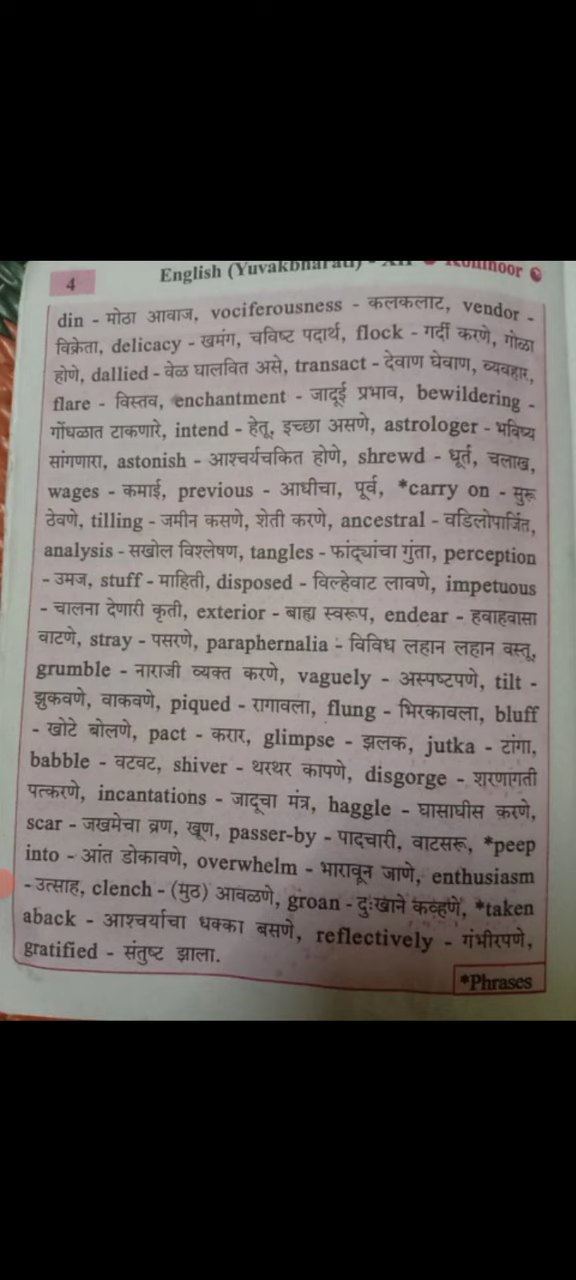 4
English (Yuvakbharati) - XII Kohinoor
din - मोठा आवाज, vociferousness - कलकलाट, vendor -
विक्रेता, delicacy - खमंग, चविष्ट पदार्थ, flock - गर्दी करणे, गोळा
होणे, dallied - वेळ घालवित असे, transact - देवाण घेवाण, व्यवहार,
flare - विस्तव, enchantment - जादूई प्रभाव, bewildering -
गोंधळात टाकणारे, intend - हेतू, इच्छा असणे, astrologer - भविष्य
सांगणारा, astonish - आश्चर्यचकित होणे, shrewd - धूर्त, चलाख,
wages - कमाई, previous - आधीचा, पूर्व, *carry on - सुरू
ठेवणे, tilling - जमीन कसणे, शेती करणे, ancestral - वडिलोपार्जित,
analysis - सखोल विश्लेषण, tangles - फांद्यांचा गुंता, perception
- उमज, stuff - माहिती, disposed - विल्हेवाट लावणे, impetuous
- चालना देणारी कृती, exterior - बाह्य स्वरूप, endear - हवाहवासा
वाटणे, stray - पसरणे, paraphernalia - विविध लहान लहान वस्तू,
grumble - नाराजी व्यक्त करणे, vaguely - अस्पष्टपणे, tilt -
झुकवणे, वाकवणे, piqued - रागावला, flung - भिरकावला, bluff
- खोटे बोलणे, pact - करार, glimpse - झलक, jutka - टांगा,
babble - वटवट, shiver - थरथर कापणे, disgorge - शरणागती
पत्करणे, incantations - जादूचा मंत्र, haggle - घासाघीस करणे,
scar - जखमेचा व्रण, खूण, passer-by - पादचारी, वाटसरू, *peep
into - आंत डोकावणे, overwhelm - भारावून जाणे, enthusiasm
- उत्साह, clench - (मुठ) आवळणे, groan - दुःखाने कव्हणे, *taken
aback - आश्चर्याचा धक्का बसणे, reflectively - गंभीरपणे,
gratified - संतुष्ट झाला.
*Phrases